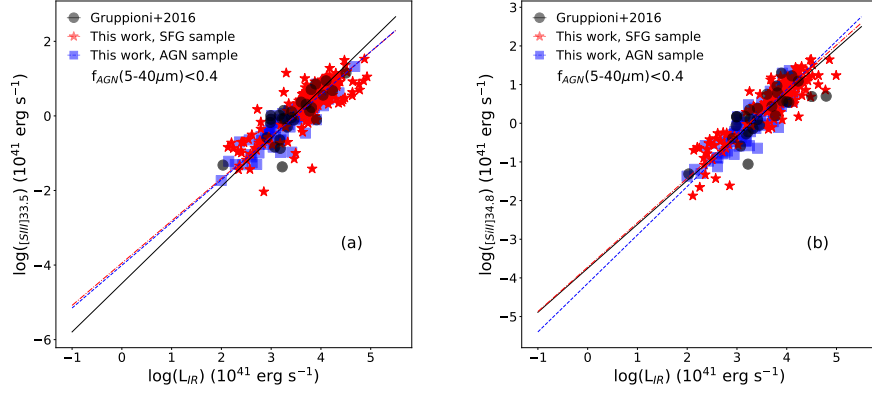 Gruppioni+2016
This work, SFG sample
This work, AGN sample
f_AGN(5-40μm)<0.4
(a)
log([SIII]33.5) (10^41 erg s^−1)
2
0
−2
−4
−6
−1 0 1 2 3 4 5
log(L_IR) (10^41 erg s^−1)
Gruppioni+2016
This work, SFG sample
This work, AGN sample
f_AGN(5-40μm)<0.4
(b)
log([SiII]34.8) (10^41 erg s^−1)
3
2
1
0
−1
−2
−3
−4
−5
−1 0 1 2 3 4 5
log(L_IR) (10^41 erg s^−1)